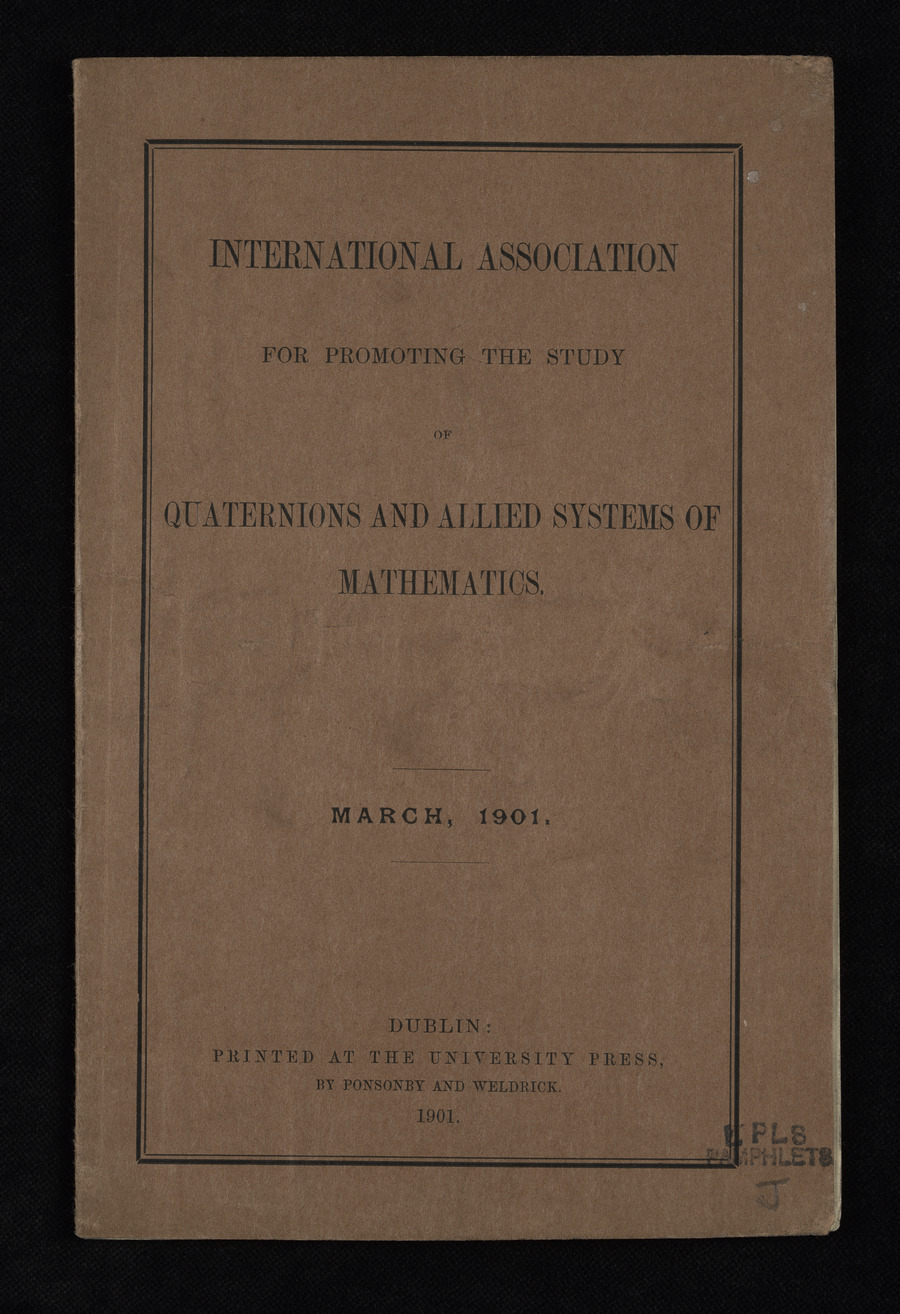 INTERNATIONAL ASSOCIATION
FOR PROMOTING THE STUDY
OF
QUATERNIONS AND ALLIED SYSTEMS OF
MATHEMATICS.
MARCH, 1901.
DUBLIN:
PRINTED AT THE UNIVERSITY PRESS,
BY PONSONBY AND WELDRICK.
1901.
PLS
PAMPHLETS
J